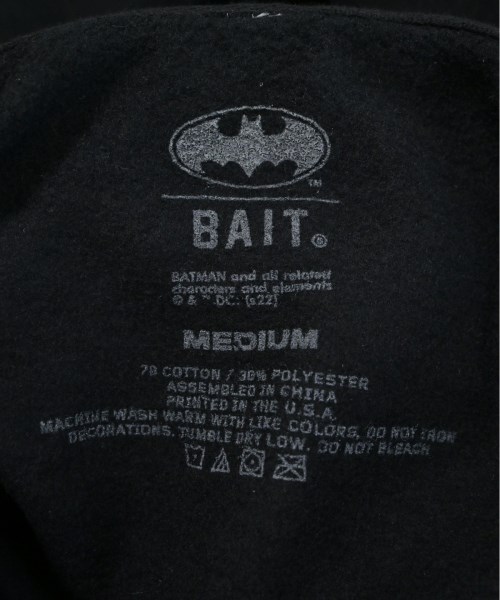 ™
BAIT®
BATMAN and all related
characters and elements
© & ™ DC. (s22)
MEDIUM
70 COTTON / 30% POLYESTER
ASSEMBLED IN CHINA
PRINTED IN THE U.S.A.
MACHINE WASH WARM WITH LIKE COLORS, DO NOT IRON
DECORATIONS, TUMBLE DRY LOW. DO NOT BLEACH